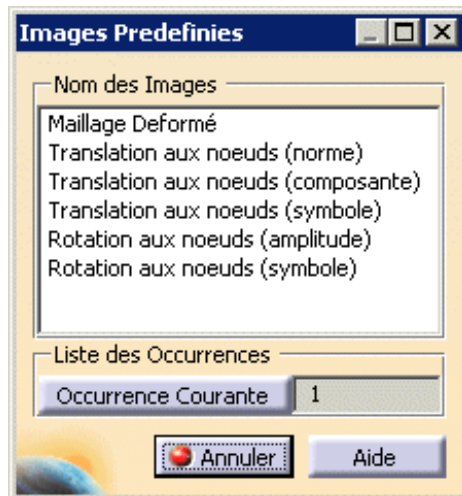 Images Predefinies
Nom des Images
Maillage Deformé
Translation aux noeuds (norme)
Translation aux noeuds (composante)
Translation aux noeuds (symbole)
Rotation aux noeuds (amplitude)
Rotation aux noeuds (symbole)
Liste des Occurrences
Occurrence Courante 1
Annuler Aide